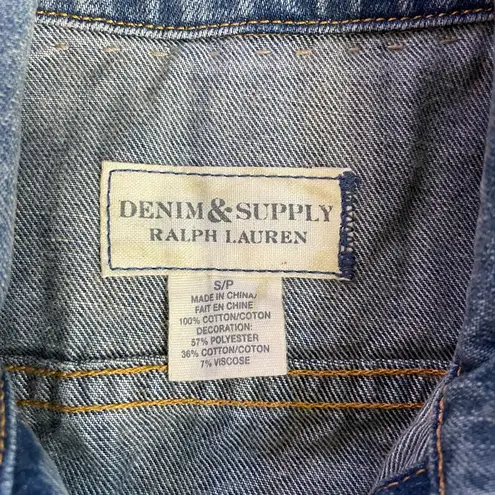 DENIM&SUPPLY
RALPH LAUREN
S/P
MADE IN CHINA/
FAIT EN CHINE
100% COTTON/COTON
DECORATION:
57% POLYESTER
36% COTTON/COTON
7% VISCOSE